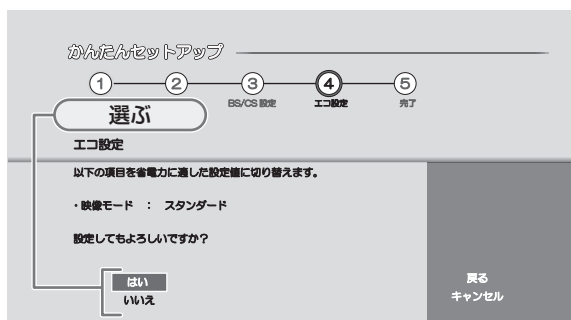 かんたんセットアップ
1 2 3 4 5
BS/CS 設定 エコ設定 完了
選ぶ
エコ設定
以下の項目を省電力に適した設定値に切り替えます。
・映像モード : スタンダード
設定してもよろしいですか?
はい
いいえ
戻る
キャンセル